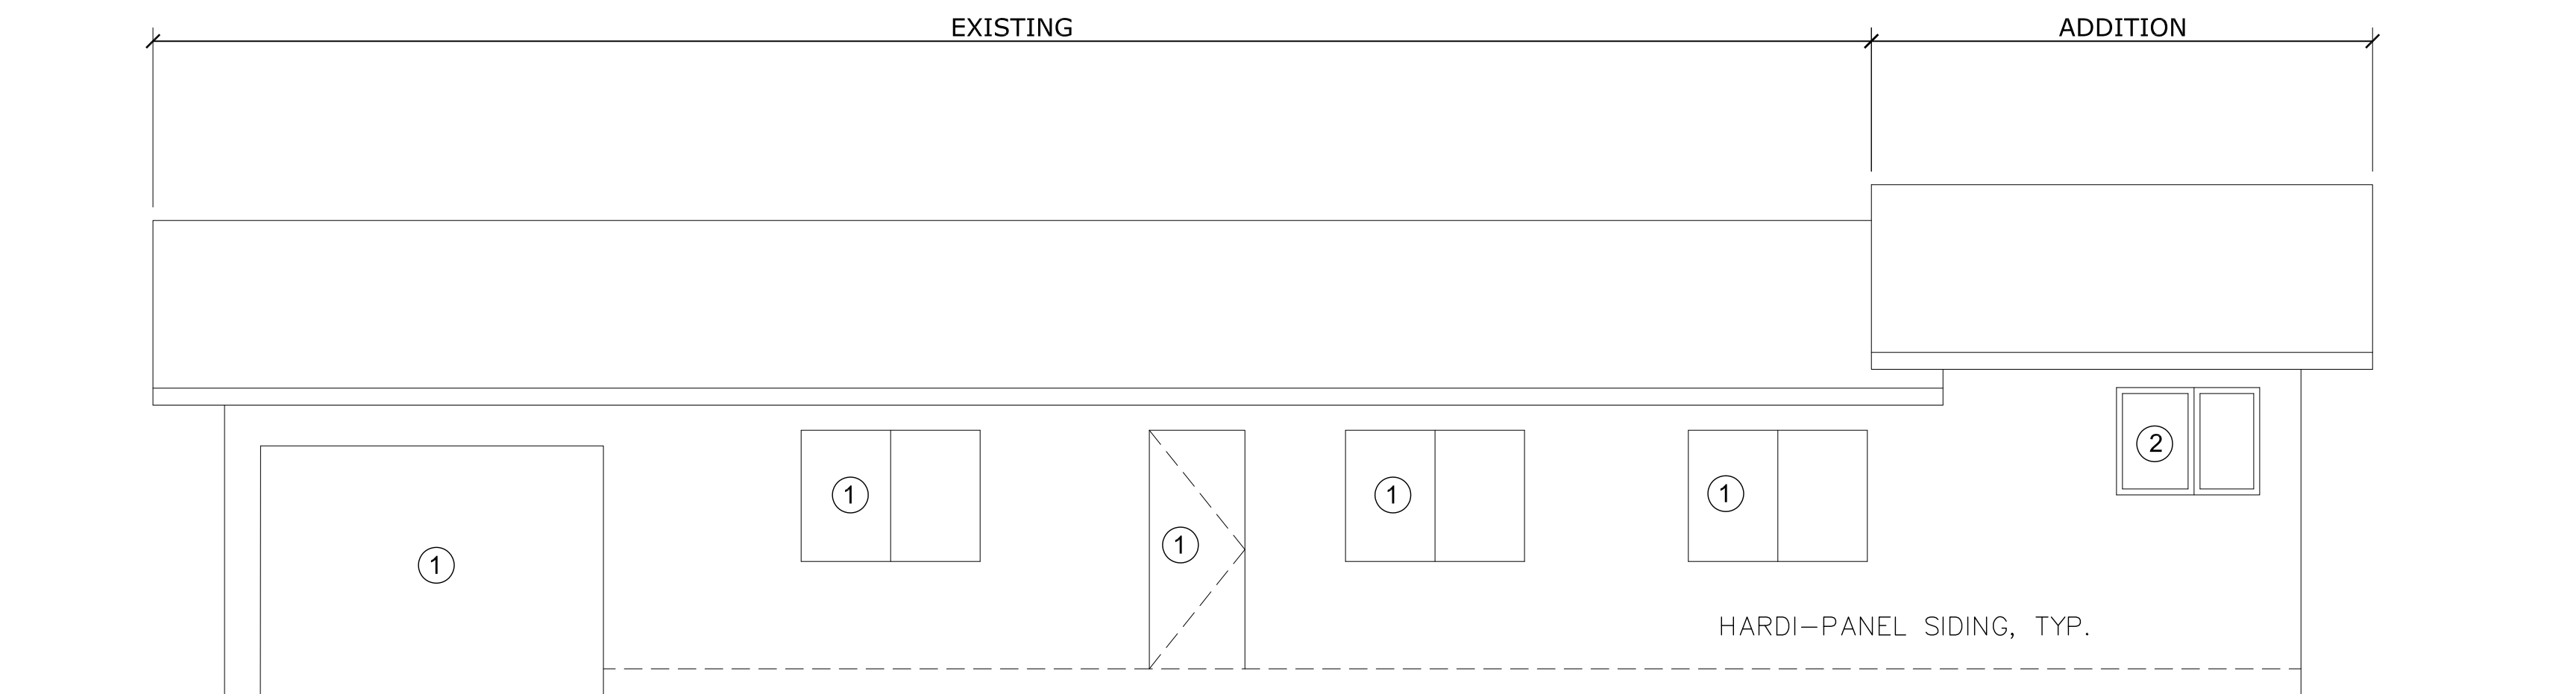 EXISTING
ADDITION
2
1
1
1
1
1
HARDI-PANEL SIDING, TYP.